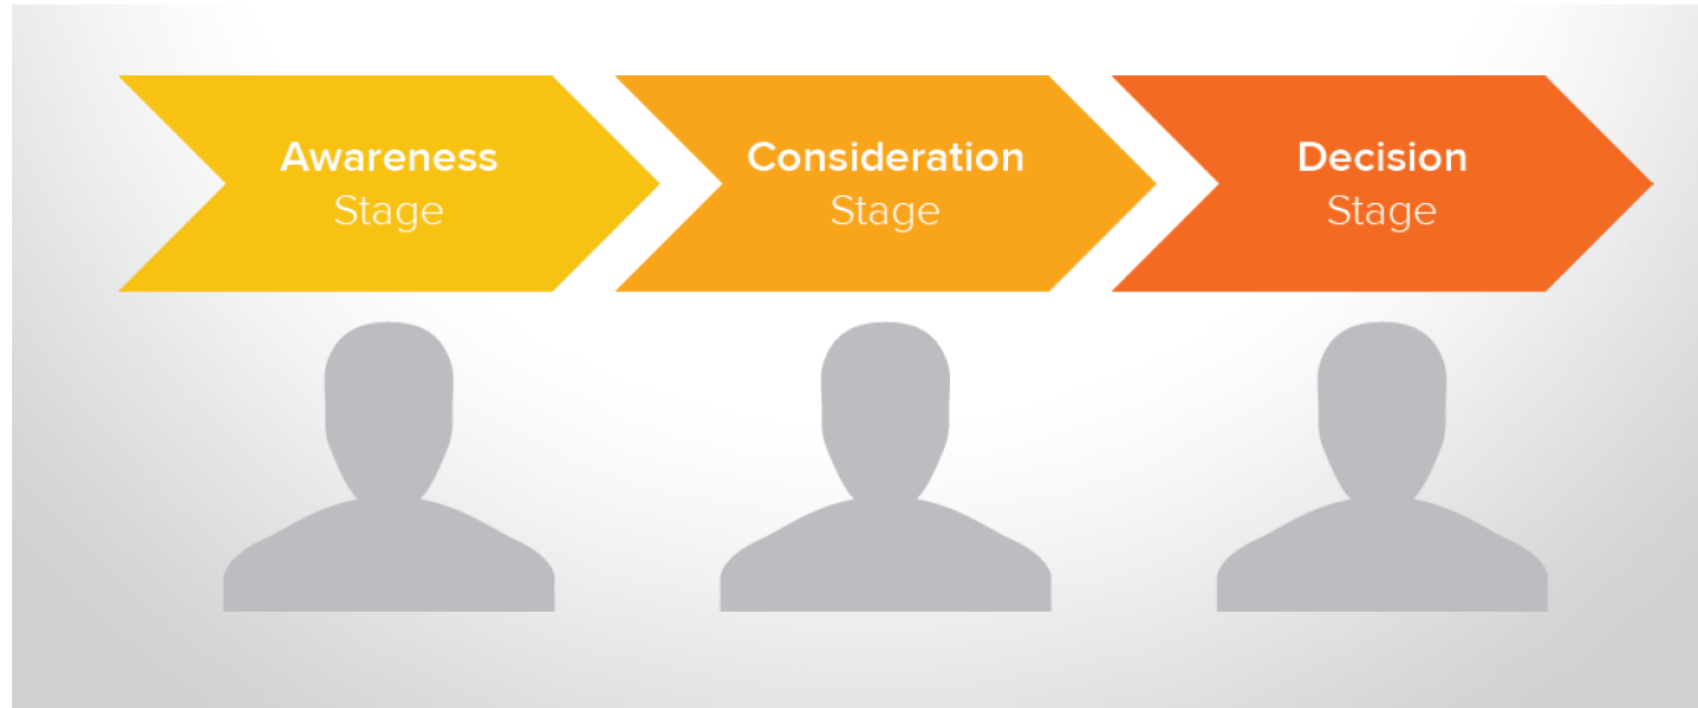 Awareness
Stage
Consideration
Stage
Decision
Stage